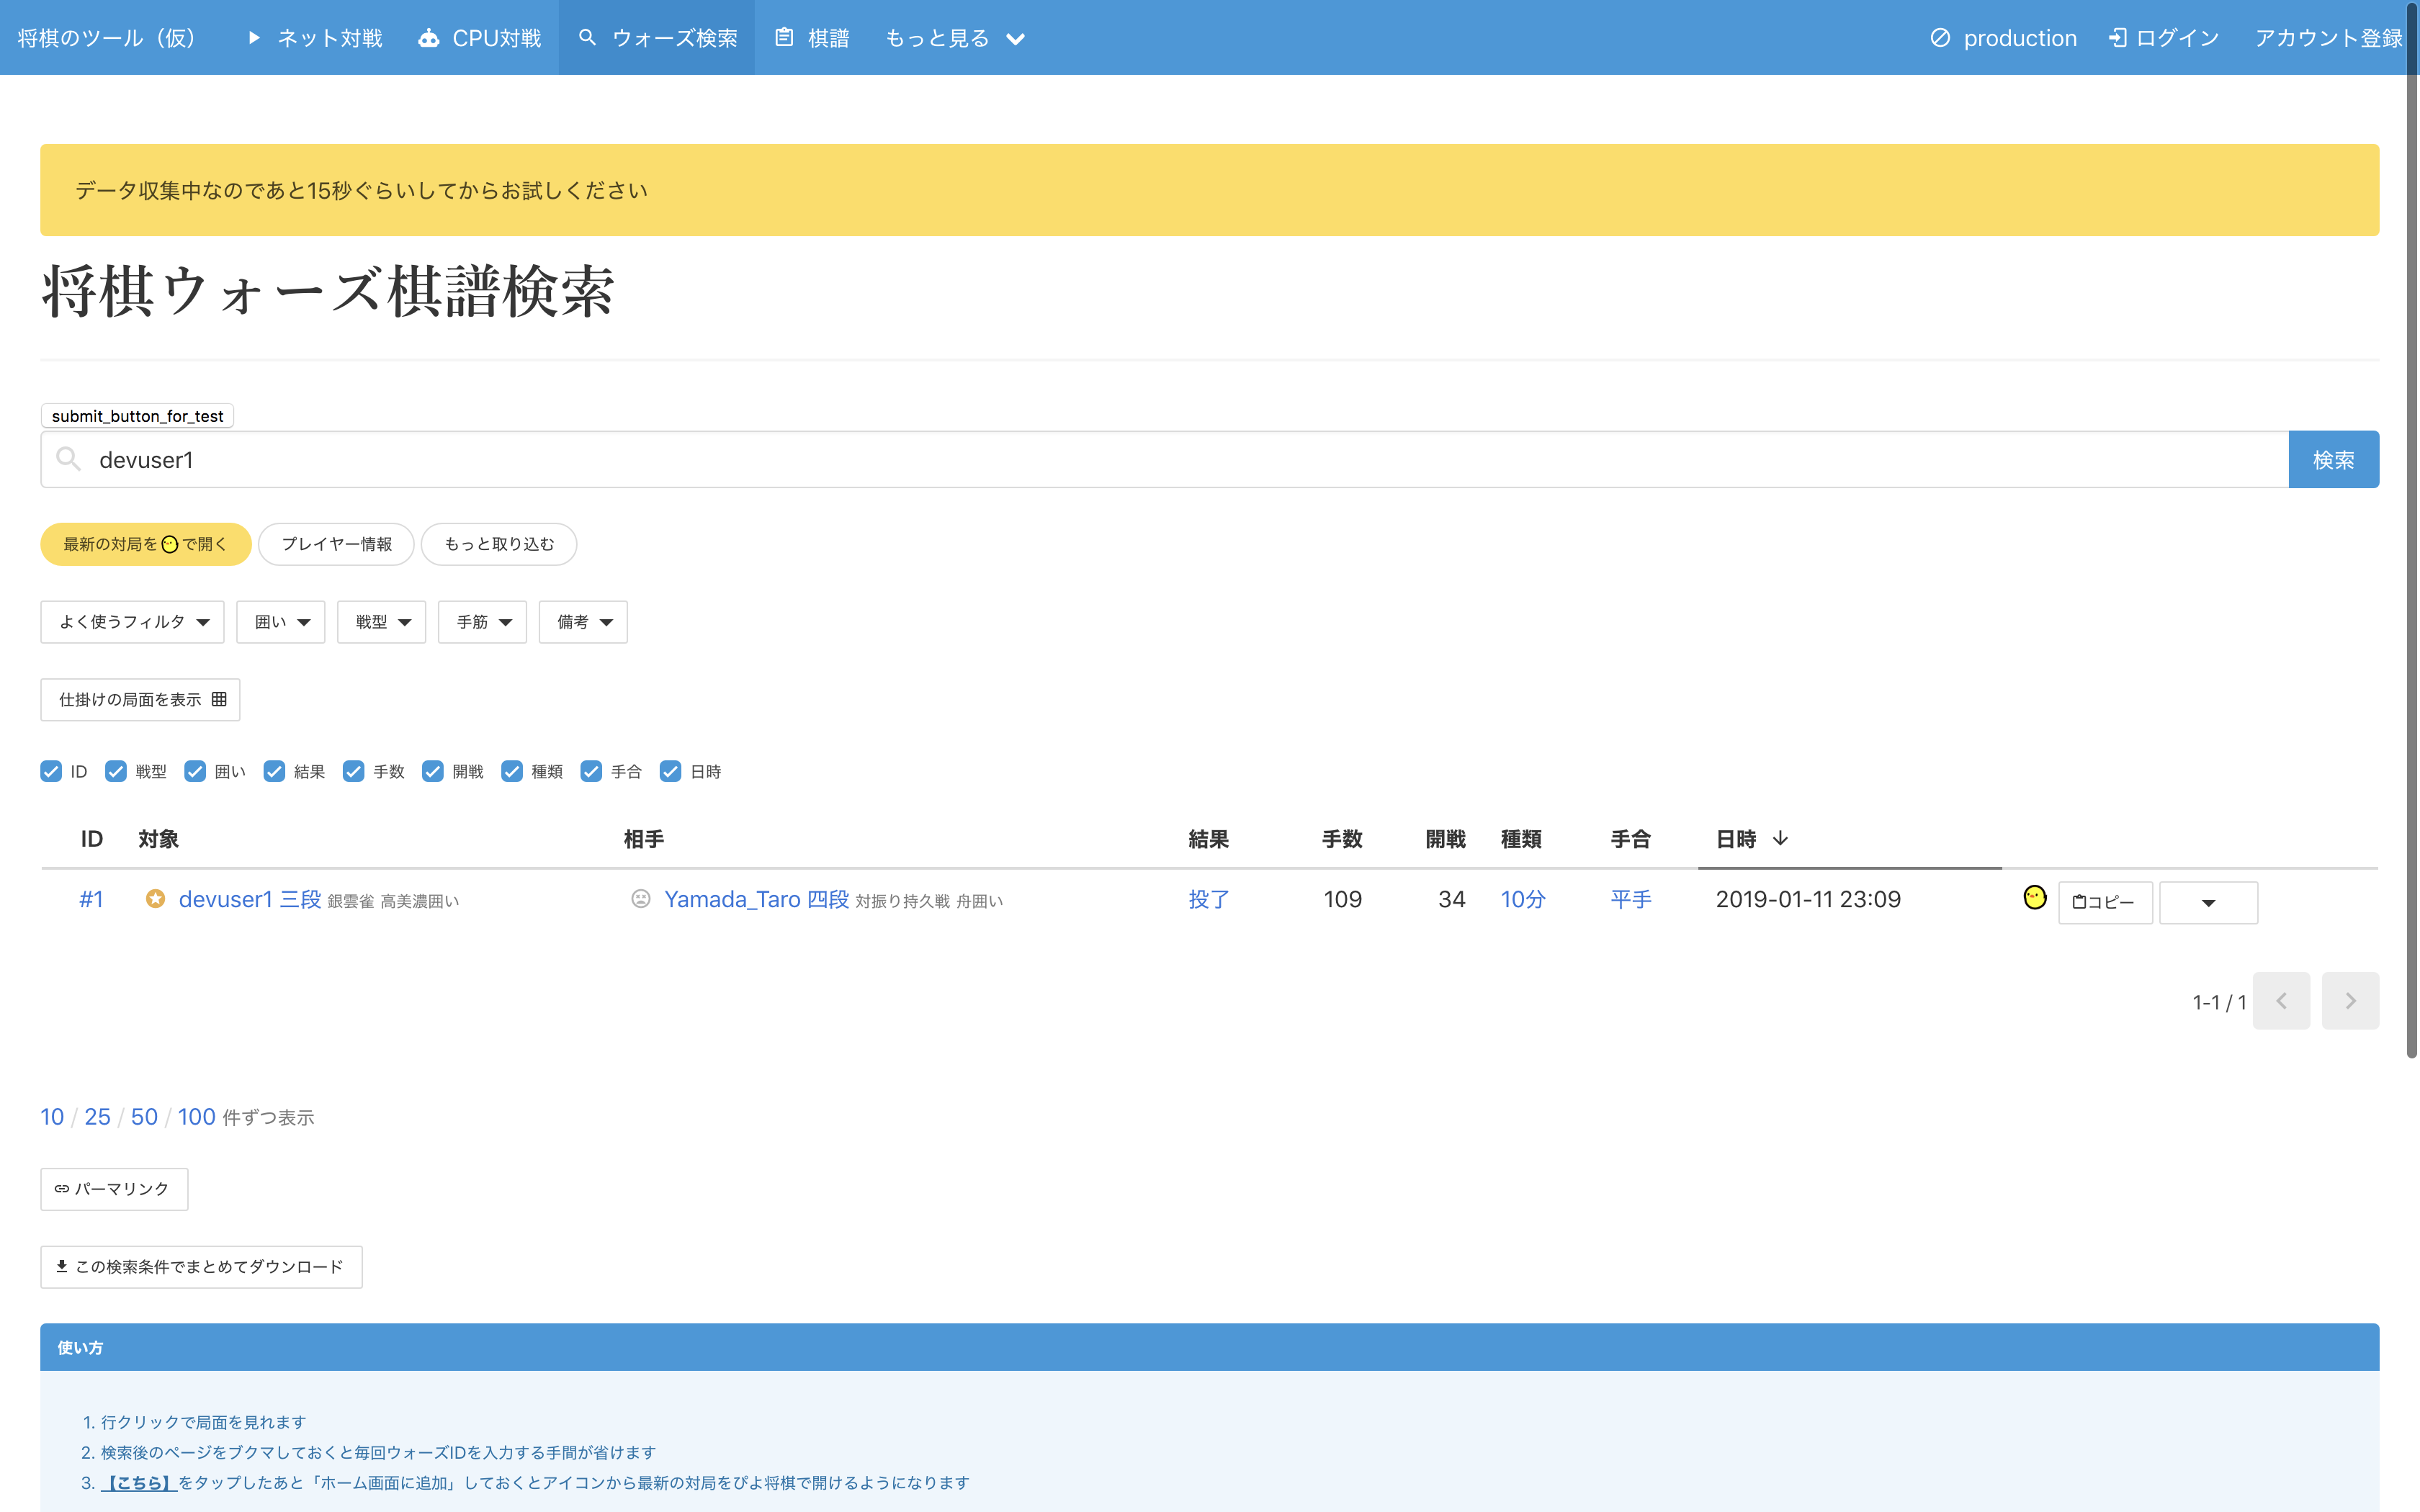 将棋のツール（仮） ネット対戦 CPU対戦 ウォーズ検索 棋譜 もっと見る production ログイン アカウント登録
データ収集中なのであと15秒ぐらいしてからお試しください
将棋ウォーズ棋譜検索
submit_button_for_test
devuser1 検索
最新の対局を で開く プレイヤー情報 もっと取り込む
よく使うフィルタ 囲い 戦型 手筋 備考
仕掛けの局面を表示
ID 戦型 囲い 結果 手数 開戦 種類 手合 日時
ID 対象 相手 結果 手数 開戦 種類 手合 日時
#1 devuser1 三段 銀雲雀 高美濃囲い Yamada_Taro 四段 対振り持久戦 舟囲い 投了 109 34 10分 平手 2019-01-11 23:09 コピー
1-1 / 1
10 / 25 / 50 / 100 件ずつ表示
パーマリンク
この検索条件でまとめてダウンロード
使い方
1. 行クリックで局面を見れます
2. 検索後のページをブクマしておくと毎回ウォーズIDを入力する手間が省けます
3. 【こちら】をタップしたあと「ホーム画面に追加」しておくとアイコンから最新の対局をぴよ将棋で開けるようになります